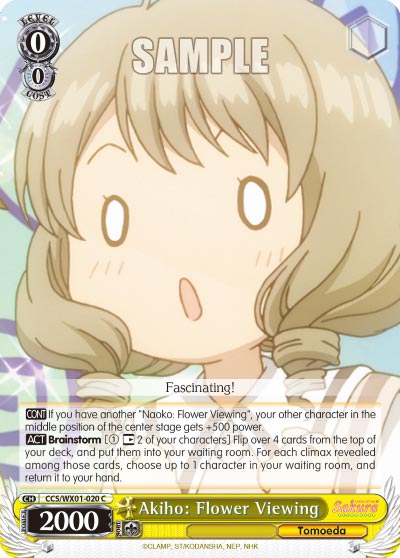 LEVEL
0
0
COST
SAMPLE
Fascinating!
CONT If you have another "Naoko: Flower Viewing", your other character in the
middle position of the center stage gets +500 power.
ACT Brainstorm [① 2 of your characters] Flip over 4 cards from the top of
your deck, and put them into your waiting room. For each climax revealed
among those cards, choose up to 1 character in your waiting room, and
return it to your hand.
CH CCS/WX01-020 C
POWER
2000
SOUL
Akiho: Flower Viewing
Sakura
Tomoeda
©CLAMP, ST/KODANSHA, NEP, NHK